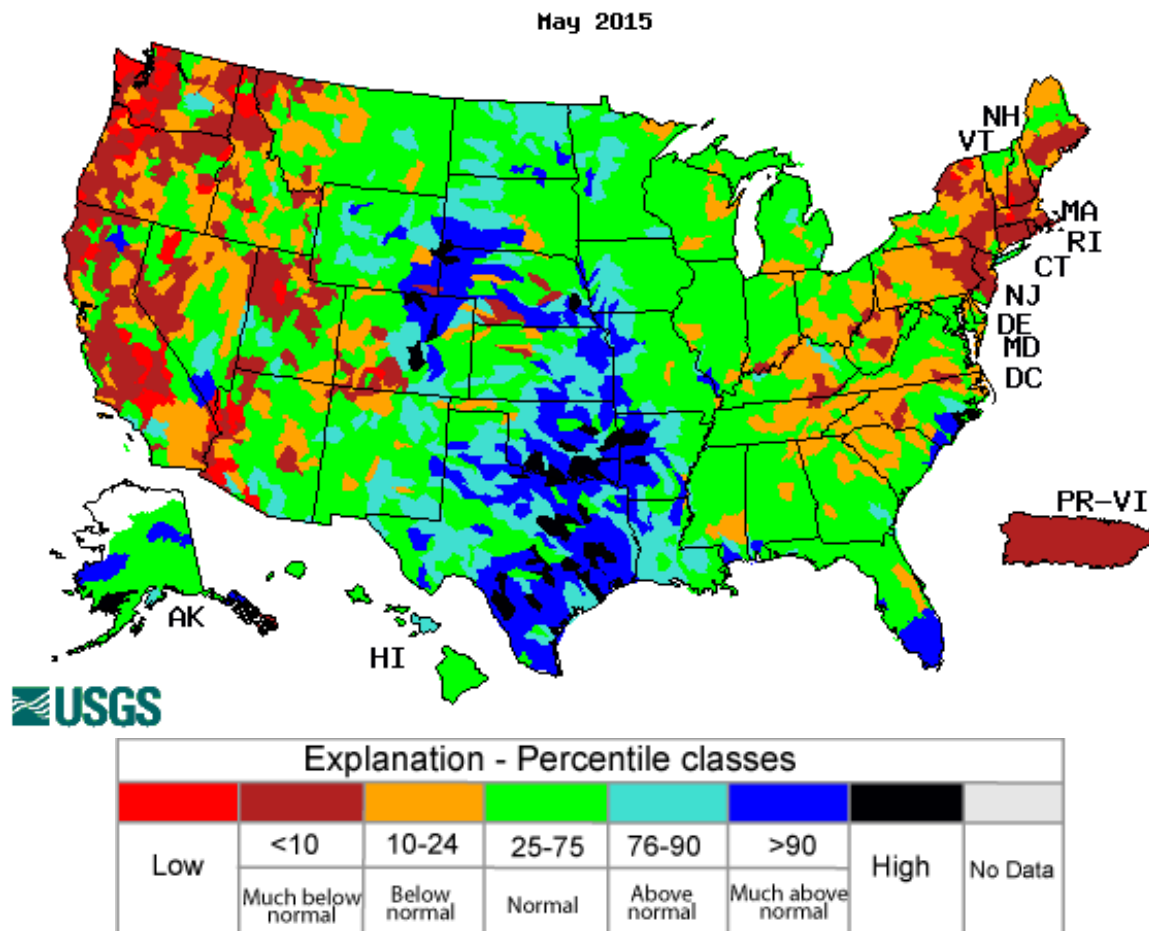 May 2015
NH
VT
MA
RI
CT
NJ
DE
MD
DC
PR-VI
AK
HI
USGS
Explanation - Percentile classes
Low
<10
10-24
25-75
76-90
>90
High
No Data
Much below
normal
Below
normal
Normal
Above
normal
Much above
normal